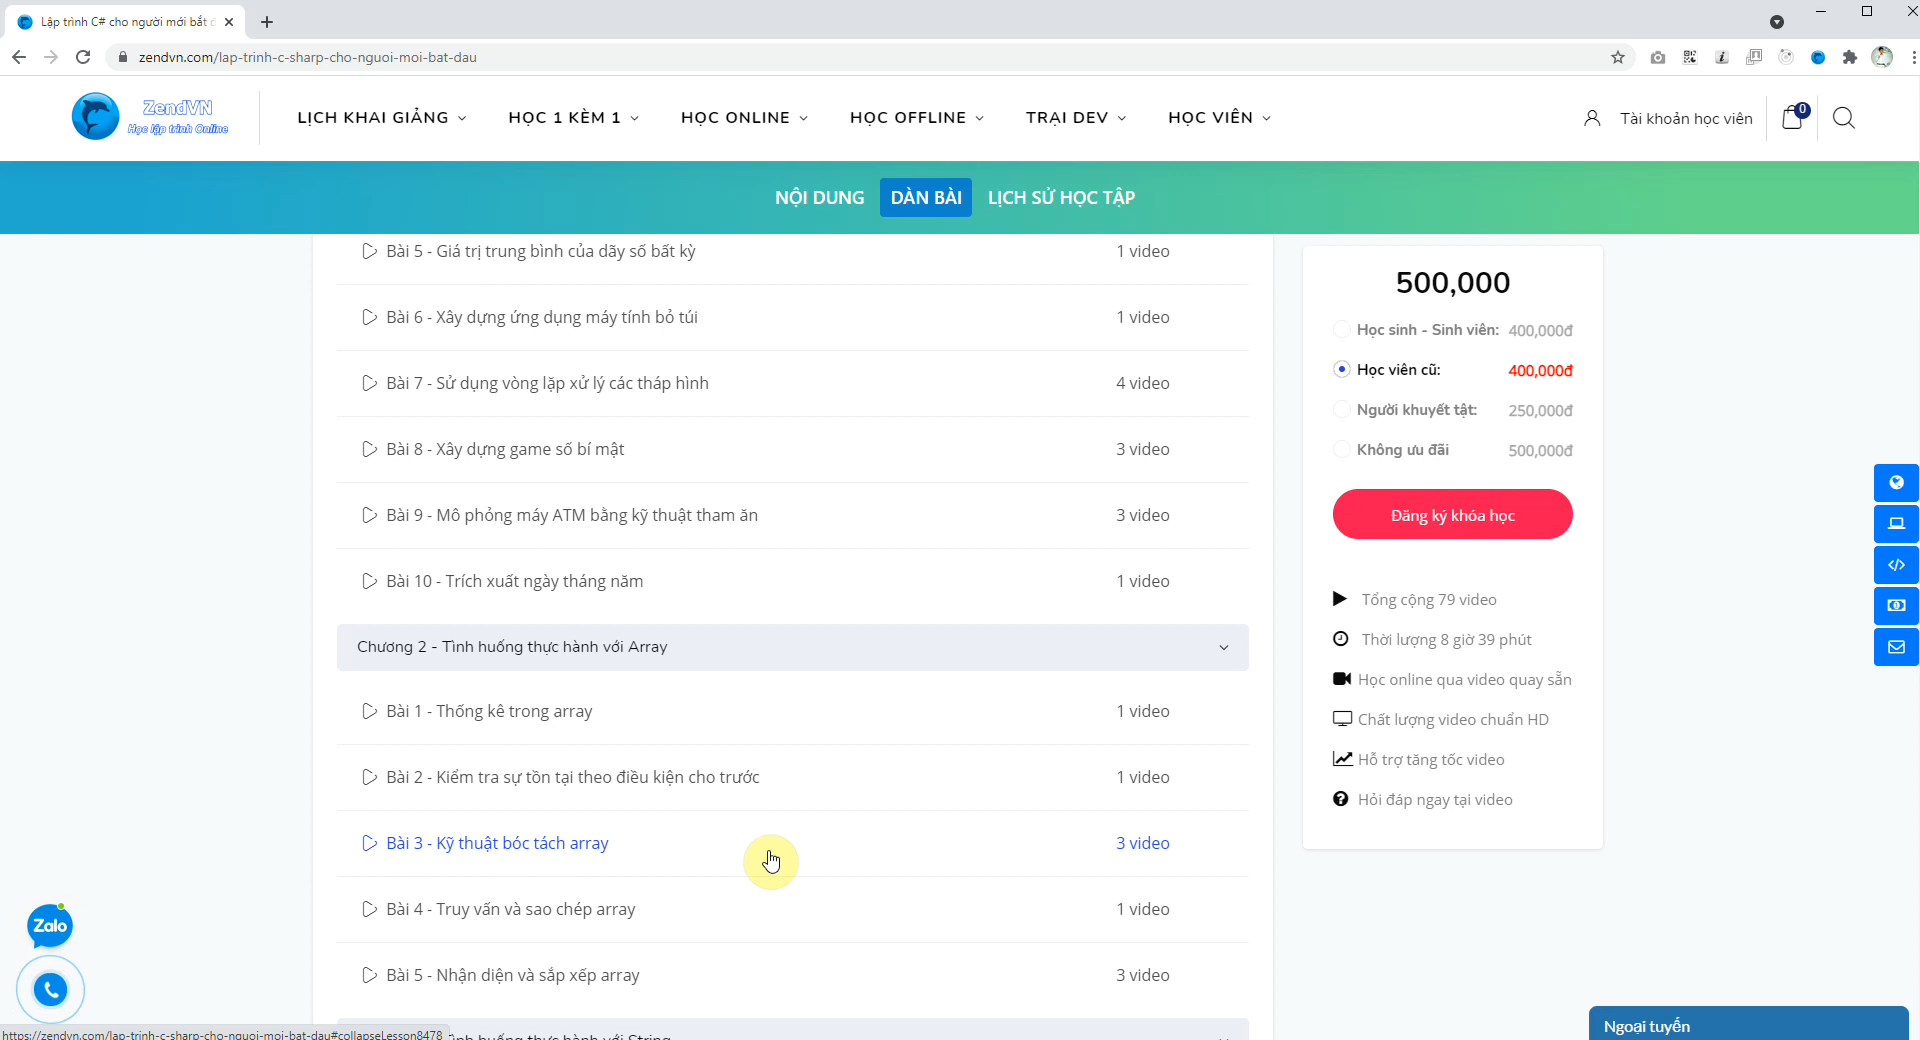 Lập trình C# cho người mới bắt
zendvn.com/lap-trinh-c-sharp-cho-nguoi-moi-bat-dau
ZendVN
Học lập trình Online
LỊCH KHAI GIẢNG
HỌC 1 KÈM 1
HỌC ONLINE
HỌC OFFLINE
TRẠI DEV
HỌC VIÊN
Tài khoản học viên
0
NỘI DUNG
DÀN BÀI
LỊCH SỬ HỌC TẬP
Bài 5 - Giá trị trung bình của dãy số bất kỳ 1 video
Bài 6 - Xây dựng ứng dụng máy tính bỏ túi 1 video
Bài 7 - Sử dụng vòng lặp xử lý các tháp hình 4 video
Bài 8 - Xây dựng game số bí mật 3 video
Bài 9 - Mô phỏng máy ATM bằng kỹ thuật tham ăn 3 video
Bài 10 - Trích xuất ngày tháng năm 1 video
Chương 2 - Tình huống thực hành với Array
Bài 1 - Thống kê trong array 1 video
Bài 2 - Kiểm tra sự tồn tại theo điều kiện cho trước 1 video
Bài 3 - Kỹ thuật bóc tách array 3 video
Bài 4 - Truy vấn và sao chép array 1 video
Bài 5 - Nhận diện và sắp xếp array 3 video
500,000
Học sinh - Sinh viên: 400,000đ
Học viên cũ: 400,000đ
Người khuyết tật: 250,000đ
Không ưu đãi 500,000đ
Đăng ký khóa học
Tổng cộng 79 video
Thời lượng 8 giờ 39 phút
Học online qua video quay sẵn
Chất lượng video chuẩn HD
Hỗ trợ tăng tốc video
Hỏi đáp ngay tại video
Zalo
Ngoại tuyến
https://zendvn.com/lap-trinh-c-sharp-cho-nguoi-moi-bat-dau#collapseLesson8478
huống thực hành với String